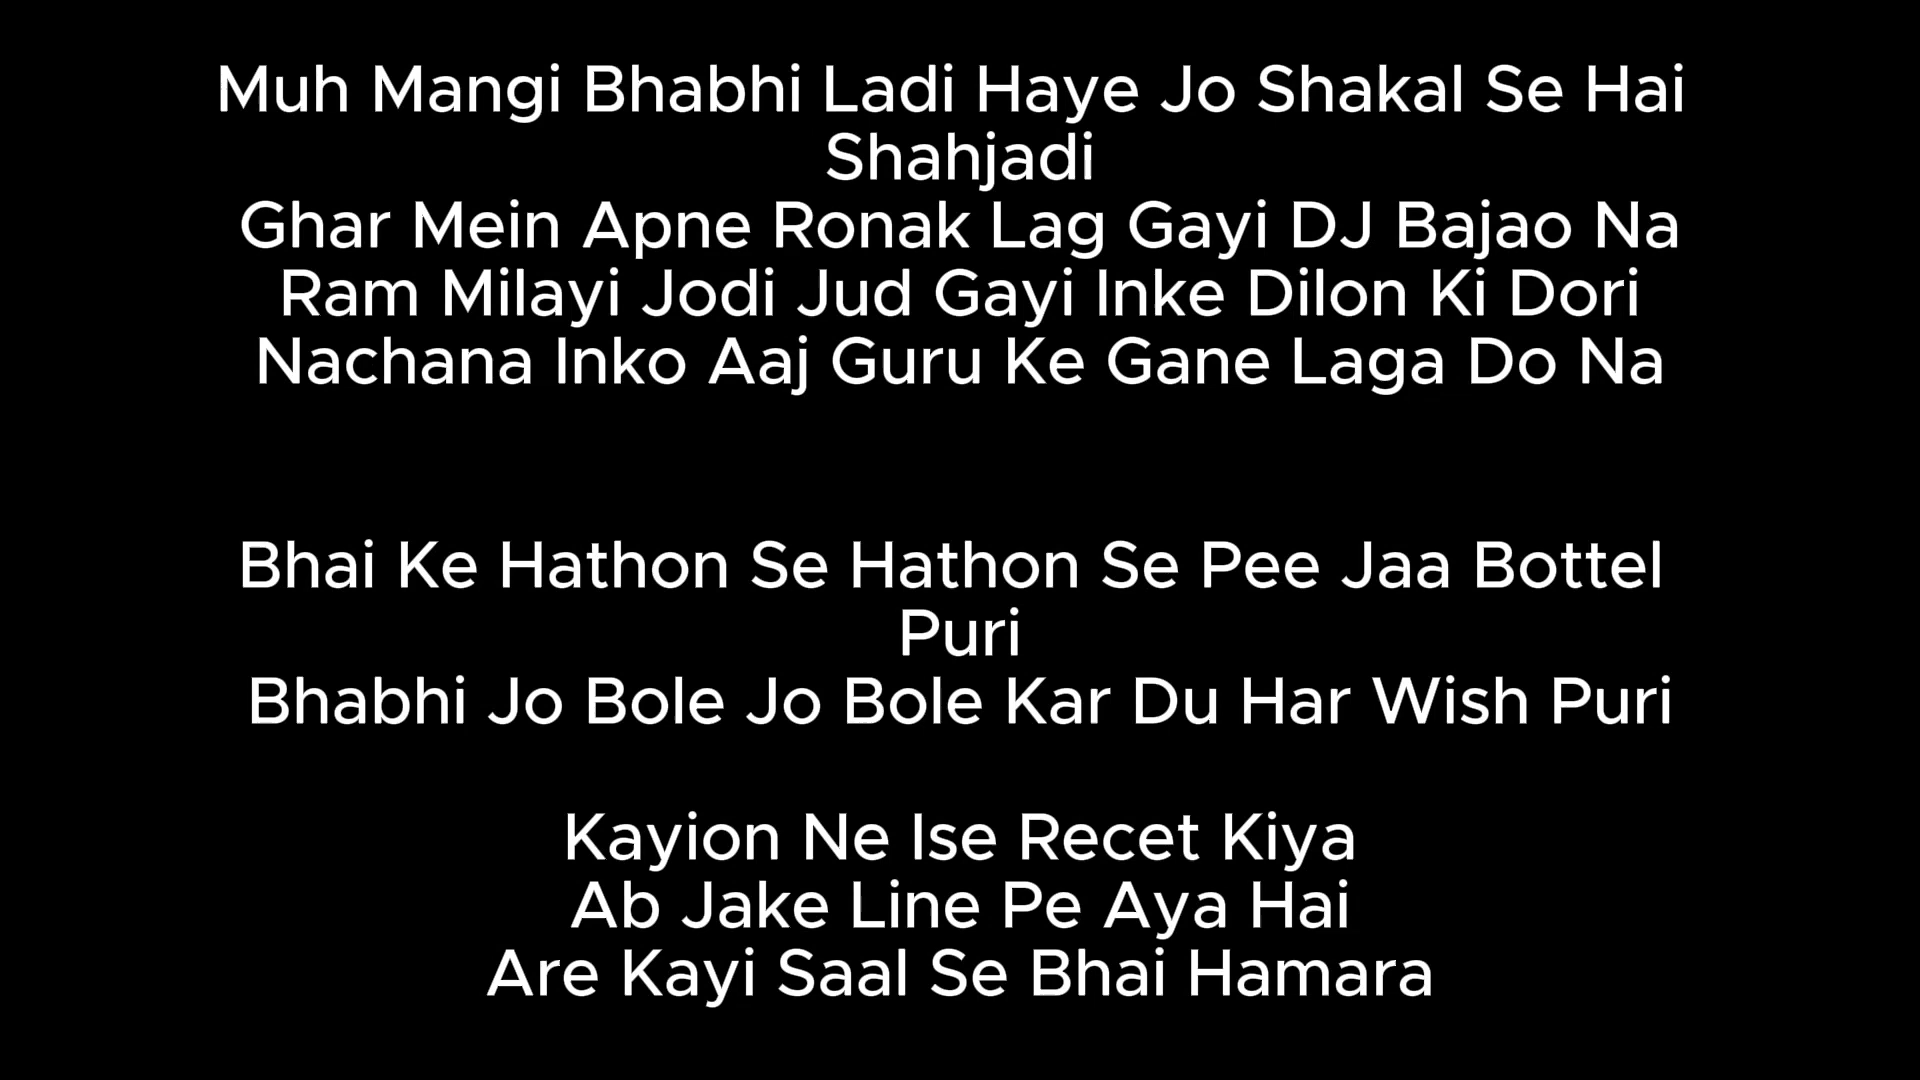 Muh Mangi Bhabhi Ladi Haye Jo Shakal Se Hai
Shahjadi
Ghar Mein Apne Ronak Lag Gayi DJ Bajao Na
Ram Milayi Jodi Jud Gayi Inke Dilon Ki Dori
Nachana Inko Aaj Guru Ke Gane Laga Do Na
Bhai Ke Hathon Se Hathon Se Pee Jaa Bottel
Puri
Bhabhi Jo Bole Jo Bole Kar Du Har Wish Puri
Kayion Ne Ise Recet Kiya
Ab Jake Line Pe Aya Hai
Are Kayi Saal Se Bhai Hamara